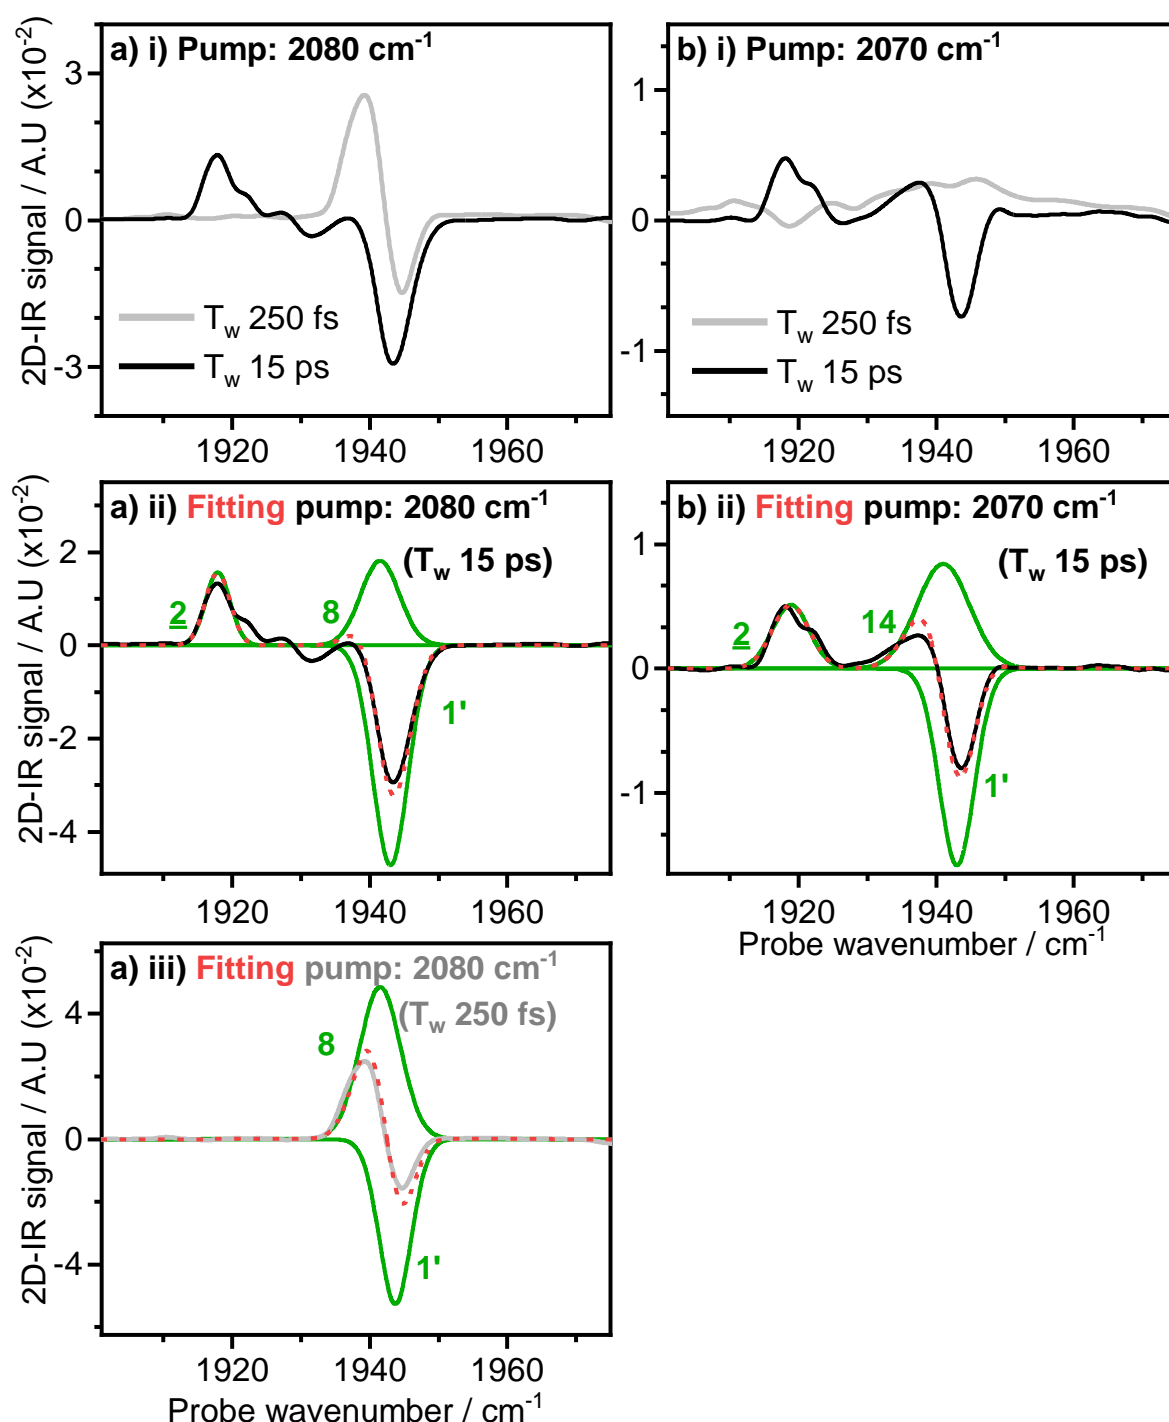 a) i) Pump: 2080 cm-1
2D-IR signal / A.U (x10-2)
3
0
-3
Tw 250 fs
Tw 15 ps
1920 1940 1960
b) i) Pump: 2070 cm-1
1
0
-1
Tw 250 fs
Tw 15 ps
1920 1940 1960
a) ii) Fitting pump: 2080 cm-1
(Tw 15 ps)
2D-IR signal / A.U (x10-2)
2
0
-2
-4
2
8
1'
1920 1940 1960
b) ii) Fitting pump: 2070 cm-1
(Tw 15 ps)
1
0
-1
2
14
1'
1920 1940 1960
Probe wavenumber / cm-1
a) iii) Fitting pump: 2080 cm-1
(Tw 250 fs)
2D-IR signal / A.U (x10-2)
4
0
-4
8
1'
1920 1940 1960
Probe wavenumber / cm-1